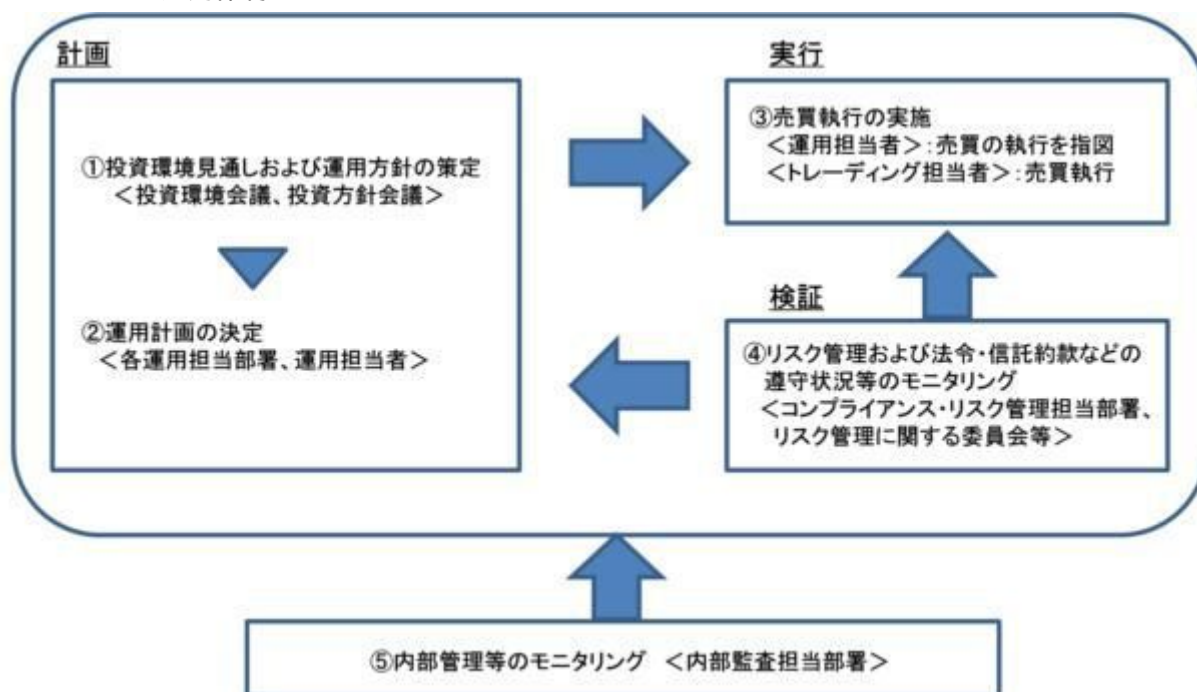 計画
①投資環境見通しおよび運用方針の策定
＜投資環境会議、投資方針会議＞
②運用計画の決定
＜各運用担当部署、運用担当者＞
実行
③売買執行の実施
＜運用担当者＞：売買の執行を指図
＜トレーディング担当者＞：売買執行
検証
④リスク管理および法令・信託約款などの
遵守状況等のモニタリング
＜コンプライアンス・リスク管理担当部署、
リスク管理に関する委員会等＞
⑤内部管理等のモニタリング ＜内部監査担当部署＞